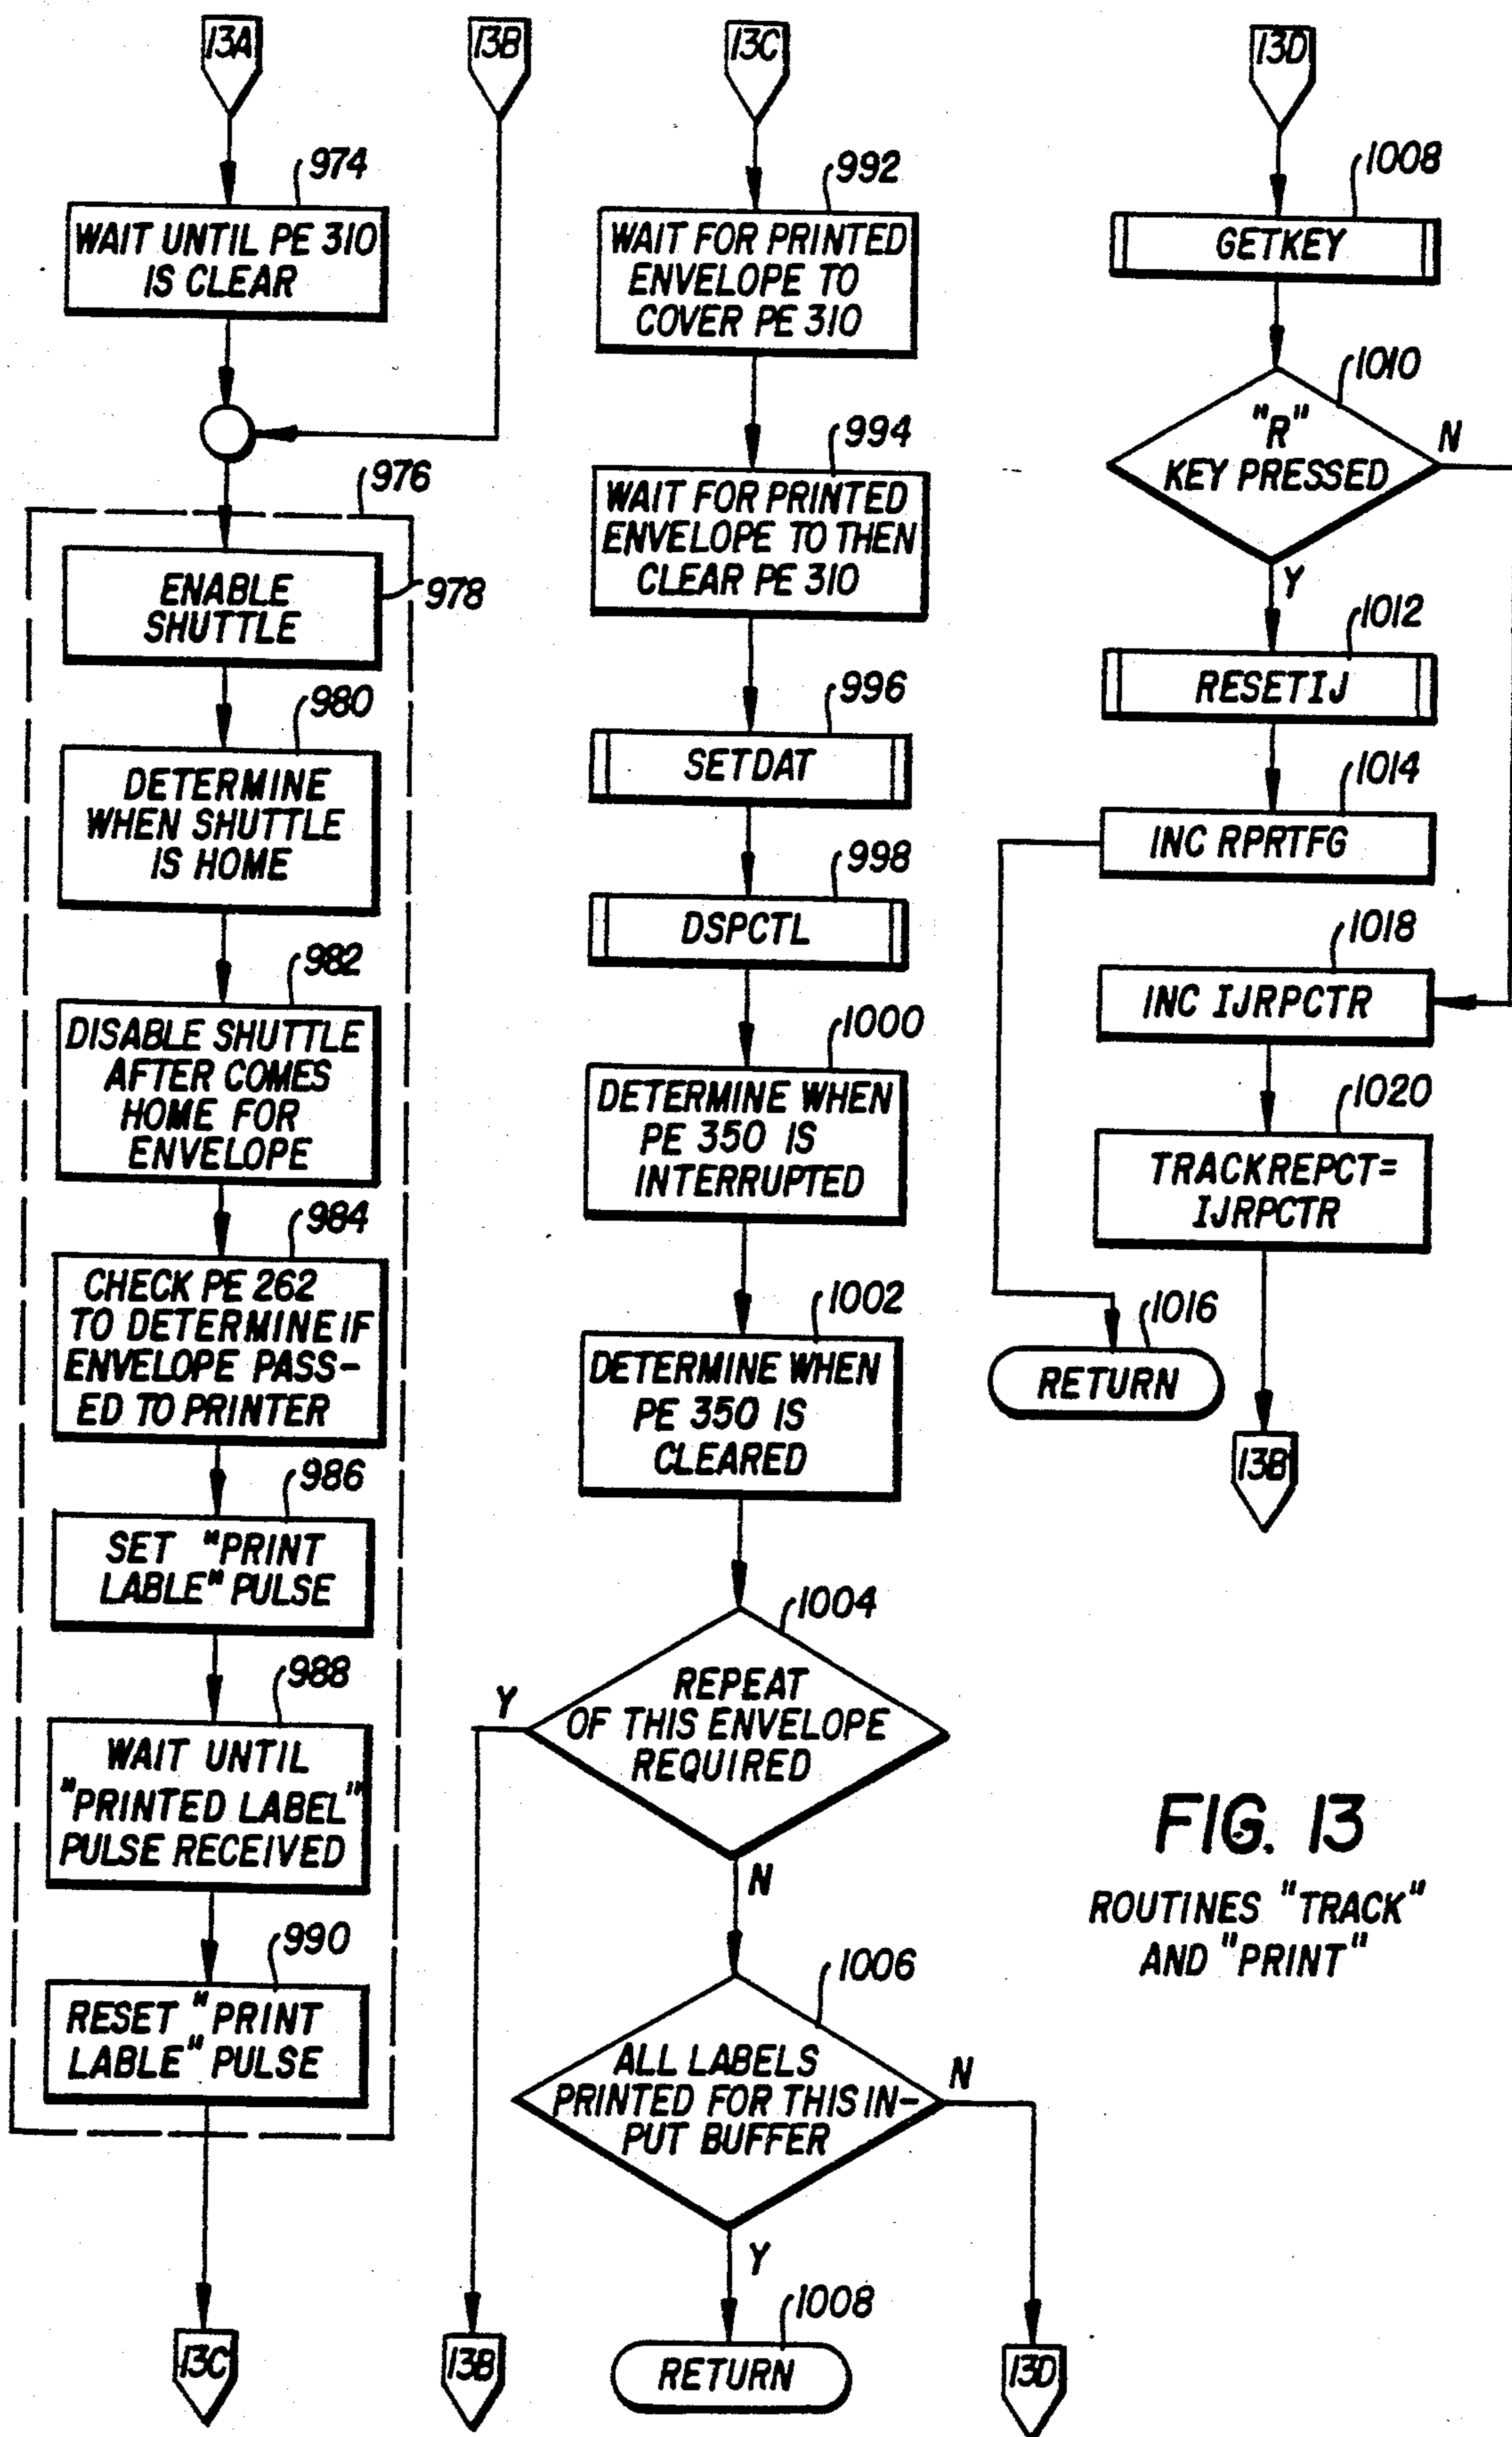 13A
974
WAIT UNTIL PE 310
IS CLEAR
13B
976
ENABLE
SHUTTLE
978
980
DETERMINE
WHEN SHUTTLE
IS HOME
982
DISABLE SHUTTLE
AFTER COMES
HOME FOR
ENVELOPE
984
CHECK PE 262
TO DETERMINE IF
ENVELOPE PASS-
ED TO PRINTER
986
SET "PRINT
LABLE" PULSE
988
WAIT UNTIL
"PRINTED LABEL"
PULSE RECEIVED
990
RESET "PRINT
LABLE" PULSE
13C
13C
992
WAIT FOR PRINTED
ENVELOPE TO
COVER PE 310
994
WAIT FOR PRINTED
ENVELOPE TO THEN
CLEAR PE 310
996
SETDAT
998
DSPCTL
1000
DETERMINE WHEN
PE 350 IS
INTERRUPTED
1002
DETERMINE WHEN
PE 350 IS
CLEARED
1004
REPEAT
OF THIS ENVELOPE
REQUIRED
Y
N
13B
1006
ALL LABELS
PRINTED FOR THIS IN-
PUT BUFFER
N
Y
1008
RETURN
13D
13D
1008
GETKEY
1010
"R"
KEY PRESSED
N
Y
1012
RESETIJ
1014
INC RPRTFG
1018
INC IJRPCTR
1020
TRACKREPCT=
IJRPCTR
1016
RETURN
13B
FIG. 13
ROUTINES "TRACK"
AND "PRINT"